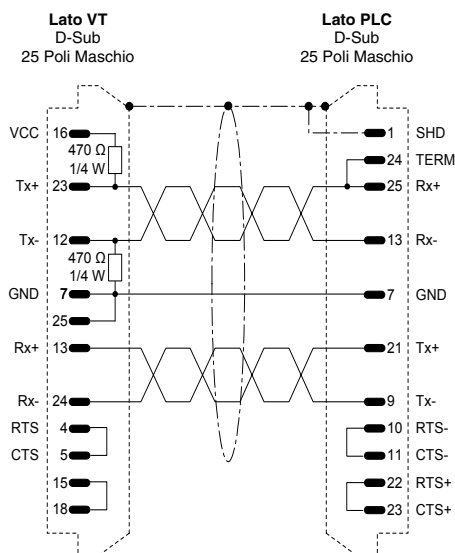 Lato VT
D-Sub
25 Poli Maschio
Lato PLC
D-Sub
25 Poli Maschio
VCC 16
470 Ω
1/4 W
Tx+ 23
Tx- 12
470 Ω
1/4 W
GND 7
25
Rx+ 13
Rx- 24
RTS 4
CTS 5
15
18
1 SHD
24 TERM
25 Rx+
13 Rx-
7 GND
21 Tx+
9 Tx-
10 RTS-
11 CTS-
22 RTS+
23 CTS+